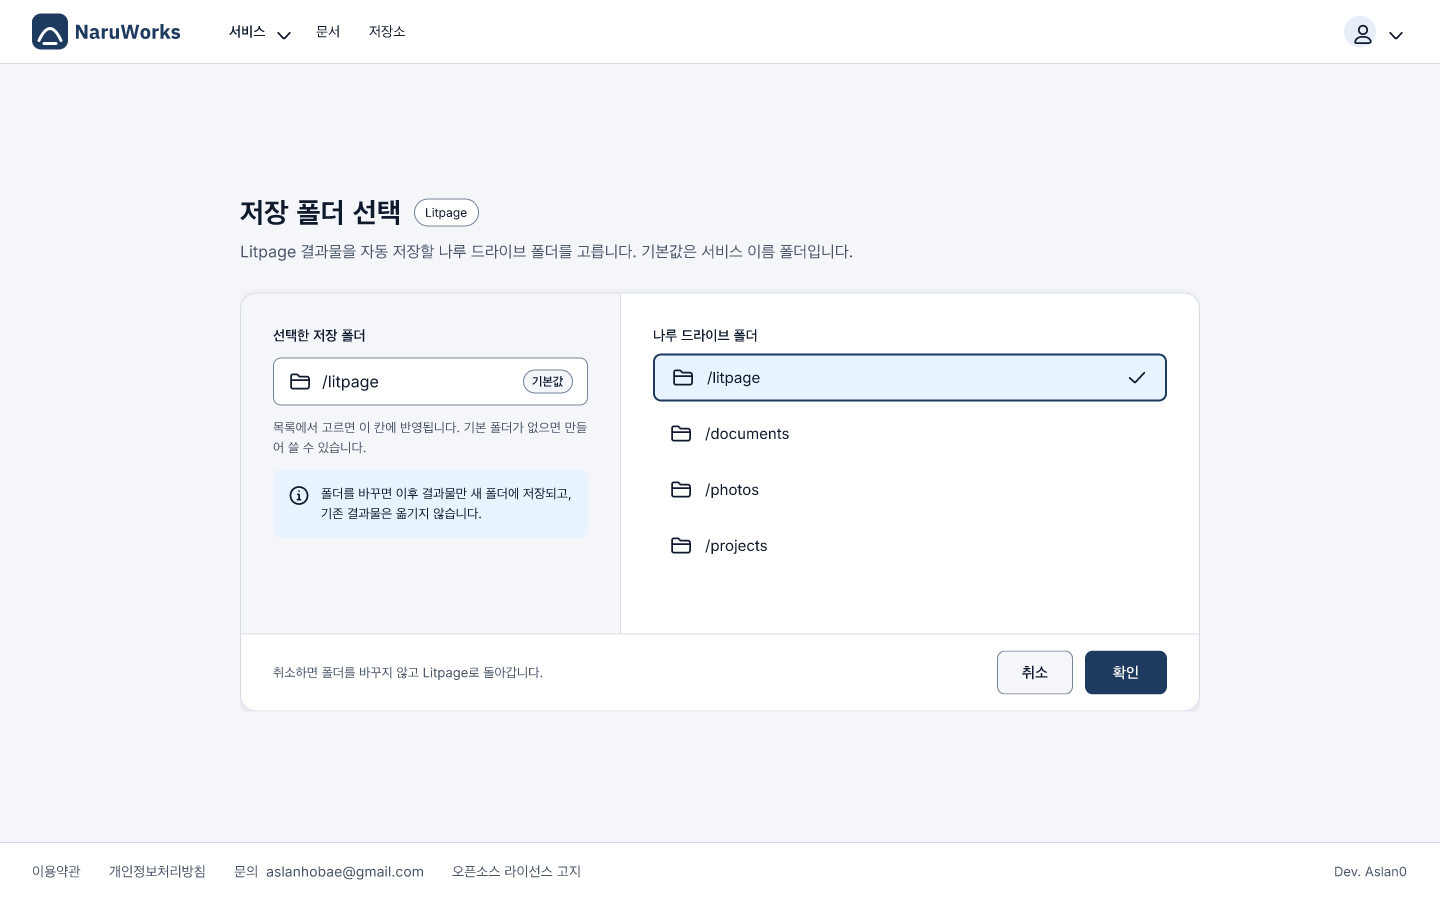 NaruWorks
서비스
문서
저장소
저장 폴더 선택
Litpage
Litpage 결과물을 자동 저장할 나루 드라이브 폴더를 고릅니다. 기본값은 서비스 이름 폴더입니다.
선택한 저장 폴더
/litpage
기본값
목록에서 고르면 이 칸에 반영됩니다. 기본 폴더가 없으면 만들
어 쓸 수 있습니다.
폴더를 바꾸면 이후 결과물만 새 폴더에 저장되고,
기존 결과물은 옮기지 않습니다.
나루 드라이브 폴더
/litpage
/documents
/photos
/projects
취소하면 폴더를 바꾸지 않고 Litpage로 돌아갑니다.
취소
확인
이용약관
개인정보처리방침
문의 aslanhobae@gmail.com
오픈소스 라이선스 고지
Dev. Aslan0